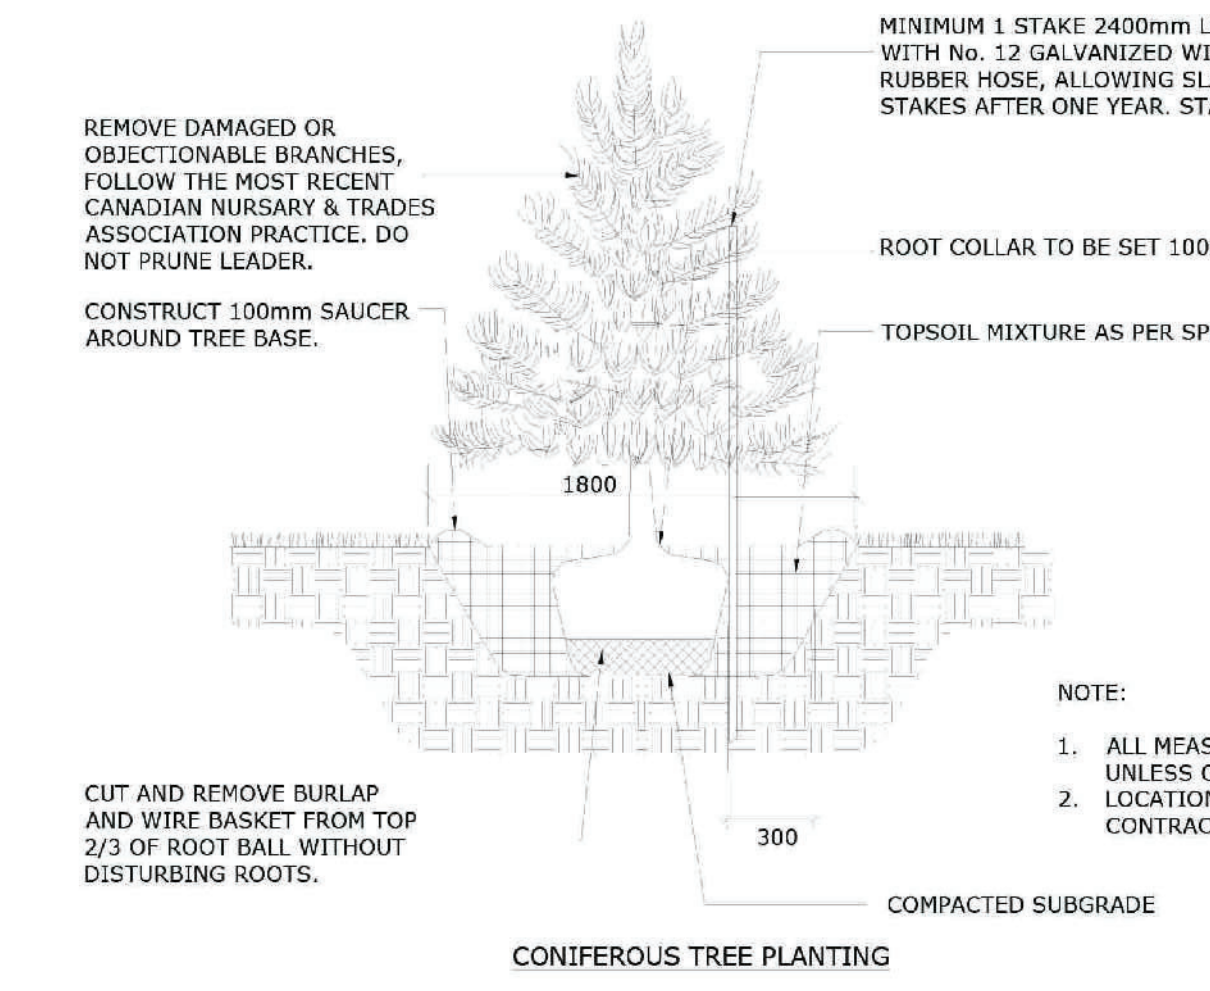 MINIMUM 1 STAKE 2400mm L
WITH No. 12 GALVANIZED WI
RUBBER HOSE, ALLOWING SL
STAKES AFTER ONE YEAR. STA
REMOVE DAMAGED OR
OBJECTIONABLE BRANCHES,
FOLLOW THE MOST RECENT
CANADIAN NURSARY & TRADES
ASSOCIATION PRACTICE. DO
NOT PRUNE LEADER.
ROOT COLLAR TO BE SET 100
CONSTRUCT 100mm SAUCER
AROUND TREE BASE.
TOPSOIL MIXTURE AS PER SP
1800
NOTE:
1. ALL MEAS
UNLESS O
2. LOCATION
CONTRAC
CUT AND REMOVE BURLAP
AND WIRE BASKET FROM TOP
2/3 OF ROOT BALL WITHOUT
DISTURBING ROOTS.
300
COMPACTED SUBGRADE
CONIFEROUS TREE PLANTING